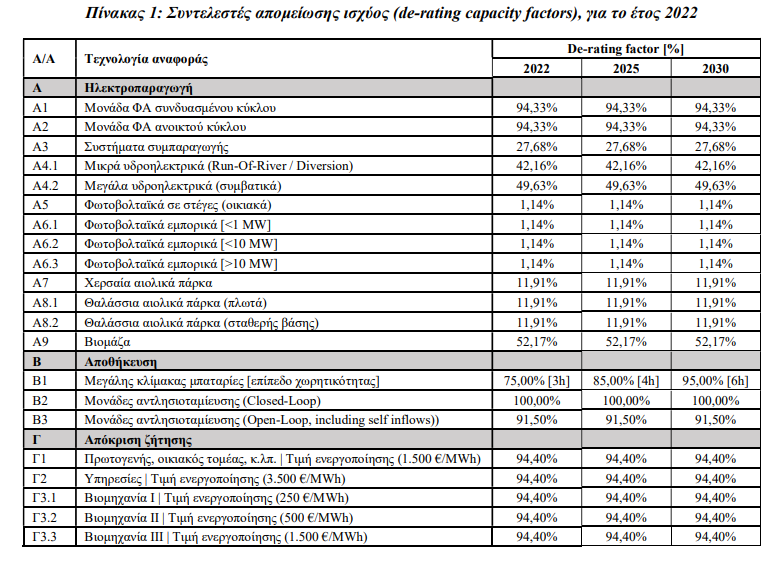 Πίνακας 1: Συντελεστές απομείωσης ισχύος (de-rating capacity factors), για το έτος 2022
Α/Α Τεχνολογία αναφοράς De-rating factor [%]
2022 2025 2030
Α Ηλεκτροπαραγωγή
Α1 Μονάδα ΦΑ συνδυασμένου κύκλου 94,33% 94,33% 94,33%
Α2 Μονάδα ΦΑ ανοικτού κύκλου 94,33% 94,33% 94,33%
Α3 Συστήματα συμπαραγωγής 27,68% 27,68% 27,68%
Α4.1 Μικρά υδροηλεκτρικά (Run-Of-River / Diversion) 42,16% 42,16% 42,16%
Α4.2 Μεγάλα υδροηλεκτρικά (συμβατικά) 49,63% 49,63% 49,63%
Α5 Φωτοβολταϊκά σε στέγες (οικιακά) 1,14% 1,14% 1,14%
Α6.1 Φωτοβολταϊκά εμπορικά [<1 MW] 1,14% 1,14% 1,14%
Α6.2 Φωτοβολταϊκά εμπορικά [<10 MW] 1,14% 1,14% 1,14%
Α6.3 Φωτοβολταϊκά εμπορικά [>10 MW] 1,14% 1,14% 1,14%
Α7 Χερσαία αιολικά πάρκα 11,91% 11,91% 11,91%
Α8.1 Θαλάσσια αιολικά πάρκα (πλωτά) 11,91% 11,91% 11,91%
Α8.2 Θαλάσσια αιολικά πάρκα (σταθερής βάσης) 11,91% 11,91% 11,91%
Α9 Βιομάζα 52,17% 52,17% 52,17%
Β Αποθήκευση
Β1 Μεγάλης κλίμακας μπαταρίες [επίπεδο χωρητικότητας] 75,00% [3h] 85,00% [4h] 95,00% [6h]
Β2 Μονάδες αντλησιοταμίευσης (Closed-Loop) 100,00% 100,00% 100,00%
Β3 Μονάδες αντλησιοταμίευσης (Open-Loop, including self inflows)) 91,50% 91,50% 91,50%
Γ Απόκριση ζήτησης
Γ1 Πρωτογενής, οικιακός τομέας, κ.λπ. | Τιμή ενεργοποίησης (1.500 €/MWh) 94,40% 94,40% 94,40%
Γ2 Υπηρεσίες | Τιμή ενεργοποίησης (3.500 €/MWh) 94,40% 94,40% 94,40%
Γ3.1 Βιομηχανία Ι | Τιμή ενεργοποίησης (250 €/MWh) 94,40% 94,40% 94,40%
Γ3.2 Βιομηχανία ΙΙ | Τιμή ενεργοποίησης (500 €/MWh) 94,40% 94,40% 94,40%
Γ3.3 Βιομηχανία ΙΙΙ | Τιμή ενεργοποίησης (1.500 €/MWh) 94,40% 94,40% 94,40%